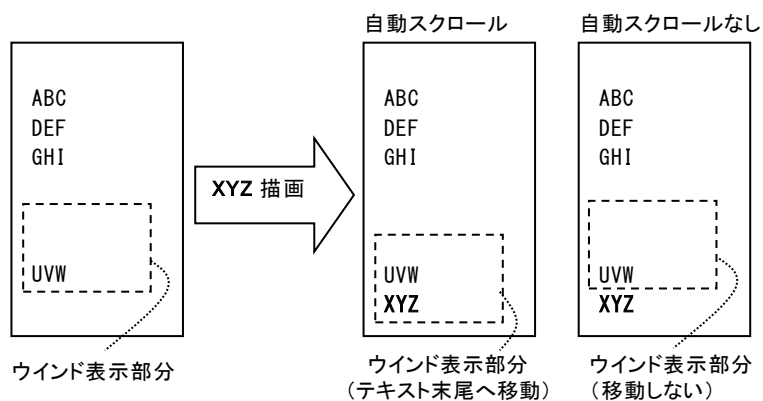 自動スクロール
自動スクロールなし
ABC
DEF
GHI
UVW
ウインド表示部分
XYZ 描画
ABC
DEF
GHI
UVW
XYZ
ウインド表示部分
（テキスト末尾へ移動）
ABC
DEF
GHI
UVW
XYZ
ウインド表示部分
（移動しない）